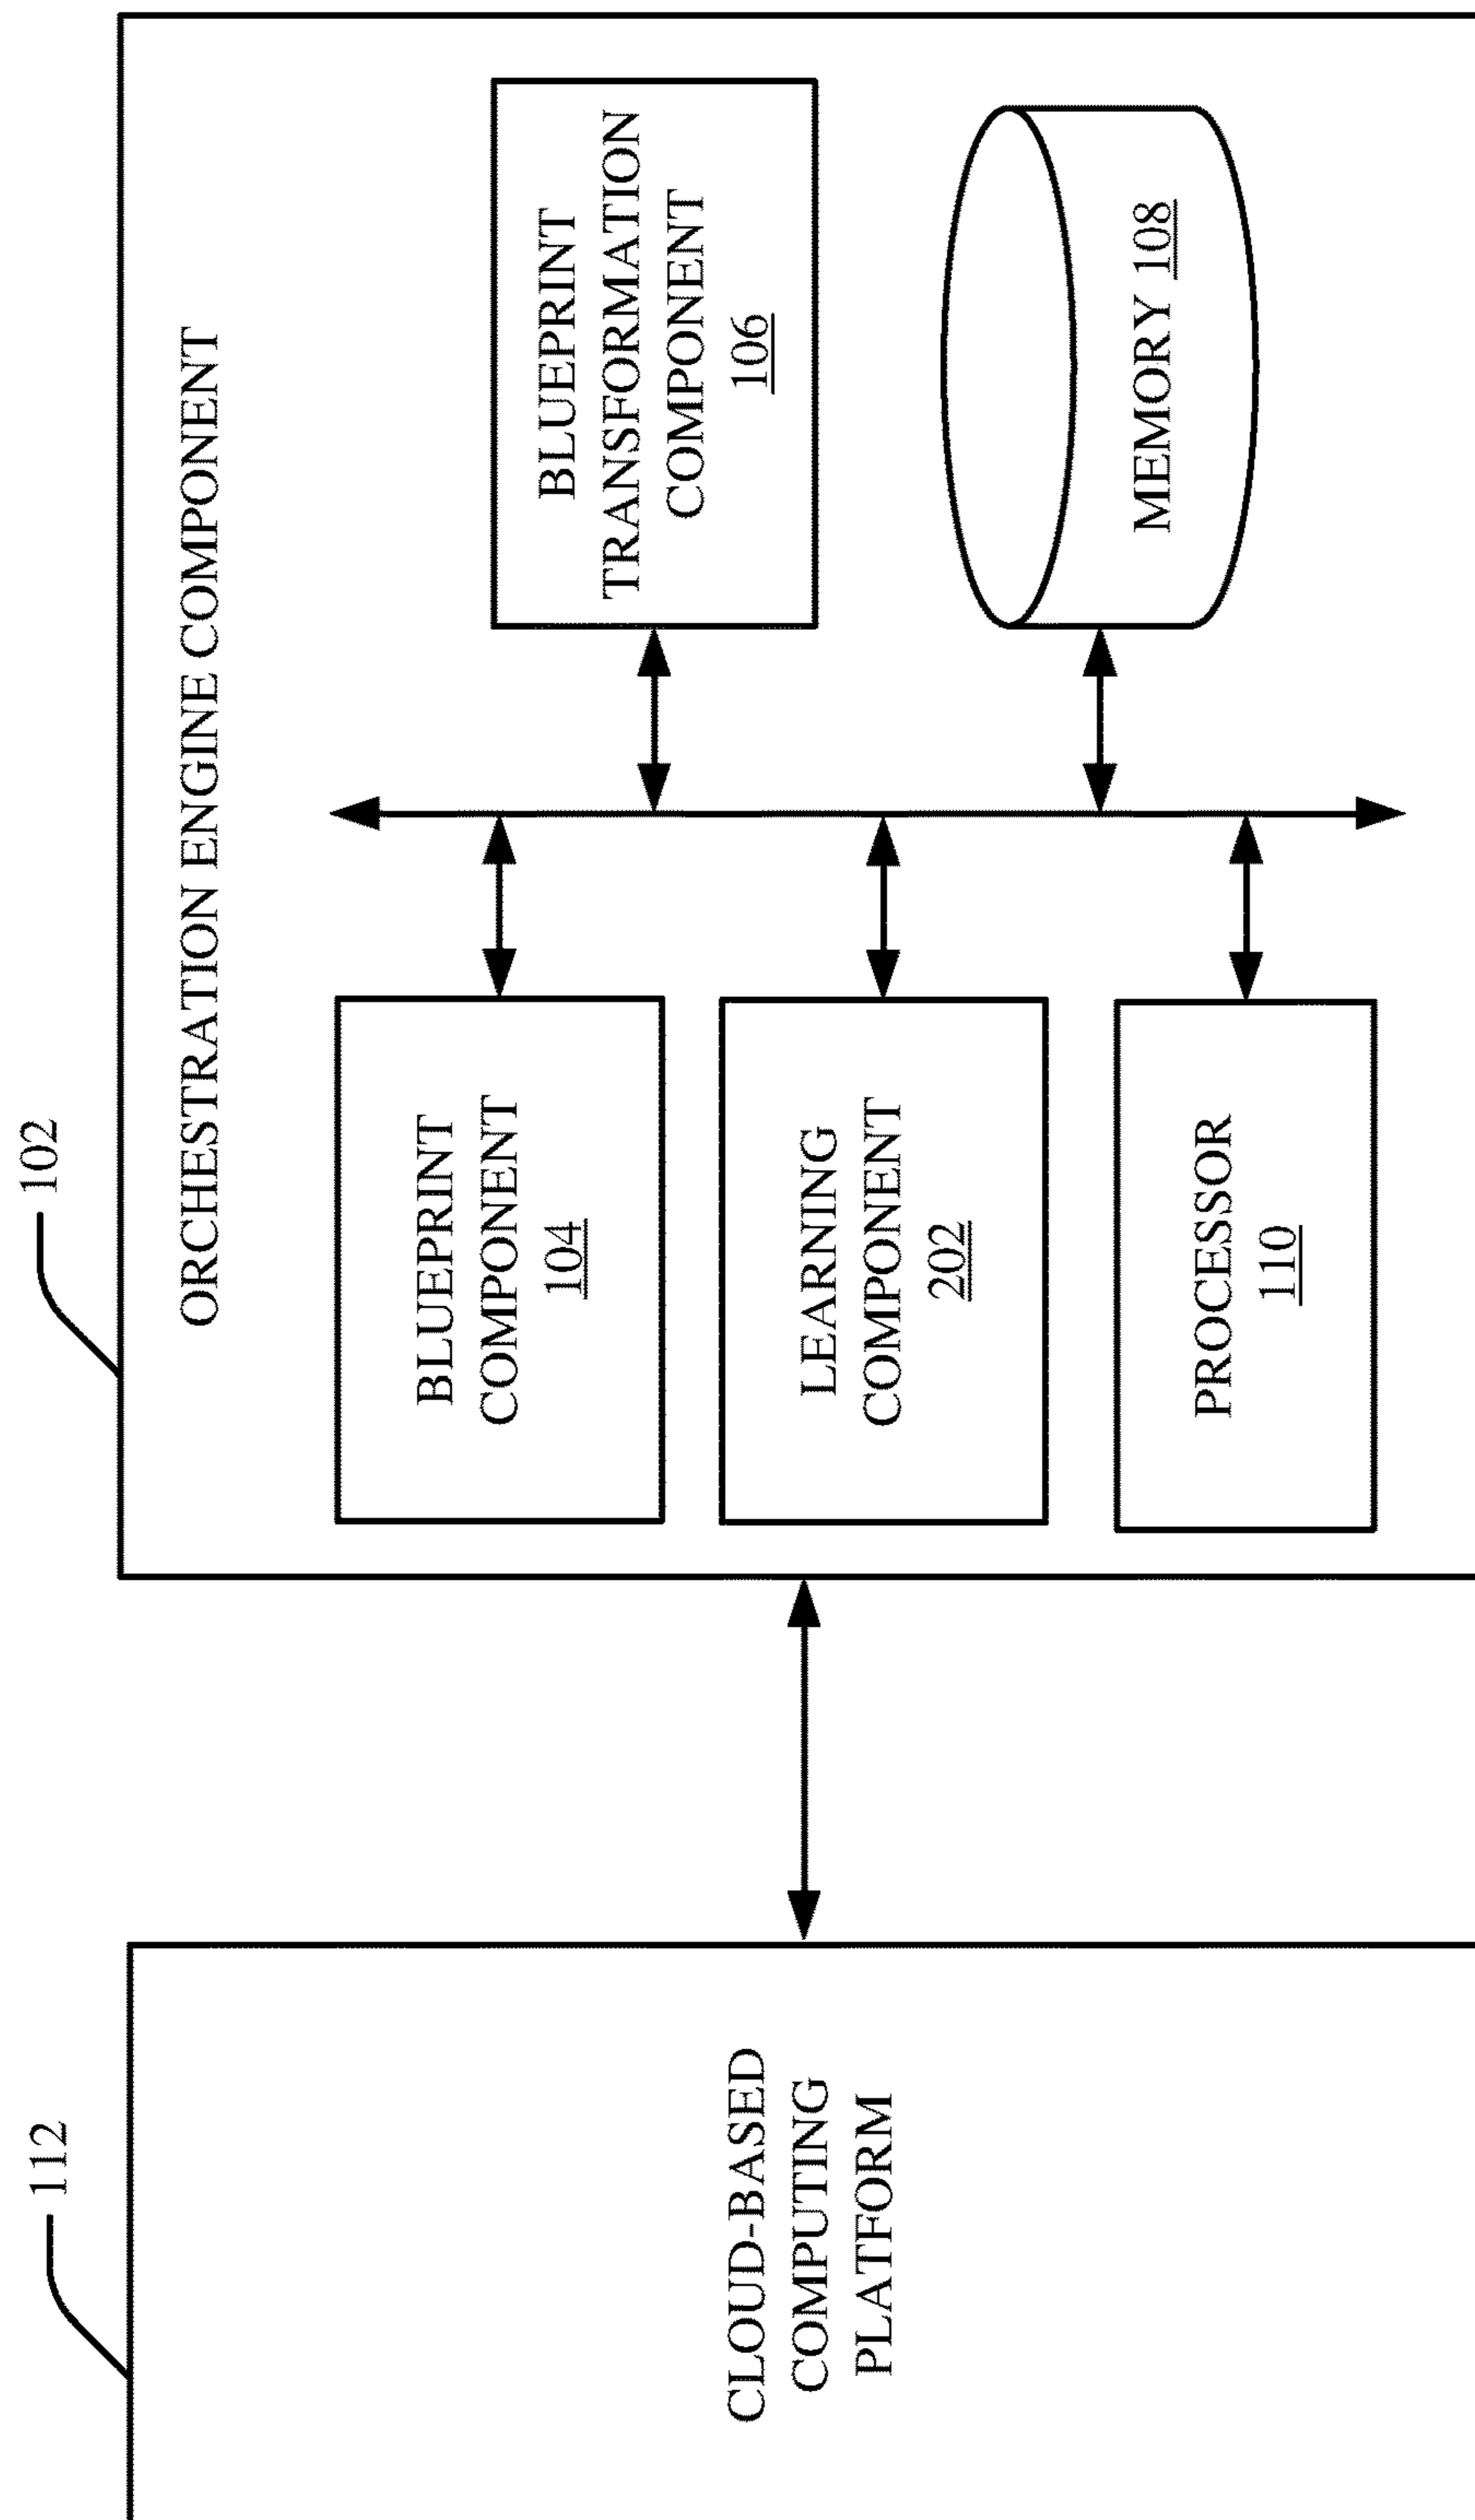 112
102
CLOUD-BASED
COMPUTING
PLATFORM
ORCHESTRATION ENGINE COMPONENT
BLUEPRINT
COMPONENT
104
LEARNING
COMPONENT
202
PROCESSOR
110
BLUEPRINT
TRANSFORMATION
COMPONENT
106
MEMORY 108